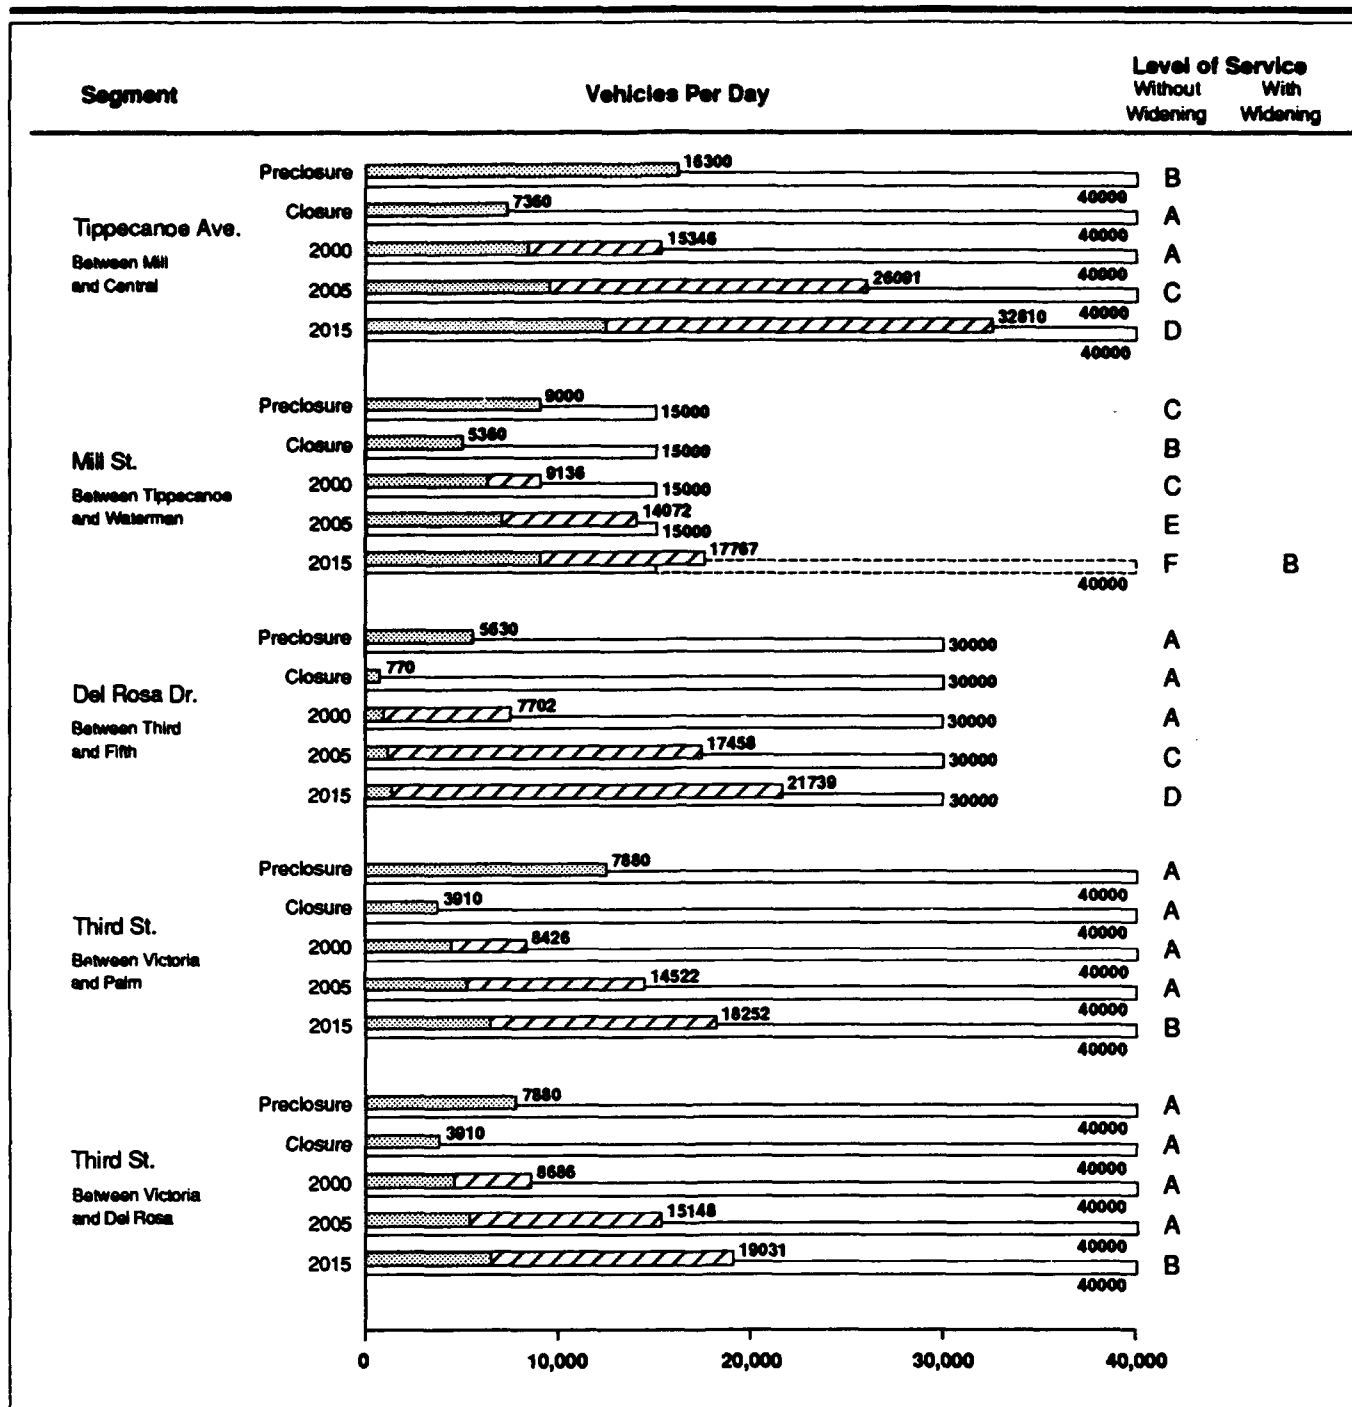 Level of Service
Segment Vehicles Per Day Without With
Widening Widening
Preclosure 16300 40000 B
Closure 7360 40000 A
Tippecanoe Ave.
2000 15346 40000 A
Between Mill
and Central
2005 26091 40000 C
2015 32610 40000 D
Preclosure 9000 15000 C
Closure 5360 15000 B
Mill St.
2000 9136 15000 C
Between Tippecanoe
and Waterman
2005 14072 15000 E
2015 17767 40000 F B
Preclosure 5630 30000 A
Closure 770 30000 A
Del Rosa Dr.
2000 7702 30000 A
Between Third
and Fifth
2005 17458 30000 C
2015 21739 30000 D
Preclosure 7880 40000 A
Closure 3910 40000 A
Third St.
2000 8426 40000 A
Between Victoria
and Palm
2005 14522 40000 A
2015 18252 40000 B
Preclosure 7880 40000 A
Closure 3910 40000 A
Third St.
2000 8686 40000 A
Between Victoria
and Del Rosa
2005 15148 40000 A
2015 19031 40000 B
0 10,000 20,000 30,000 40,000